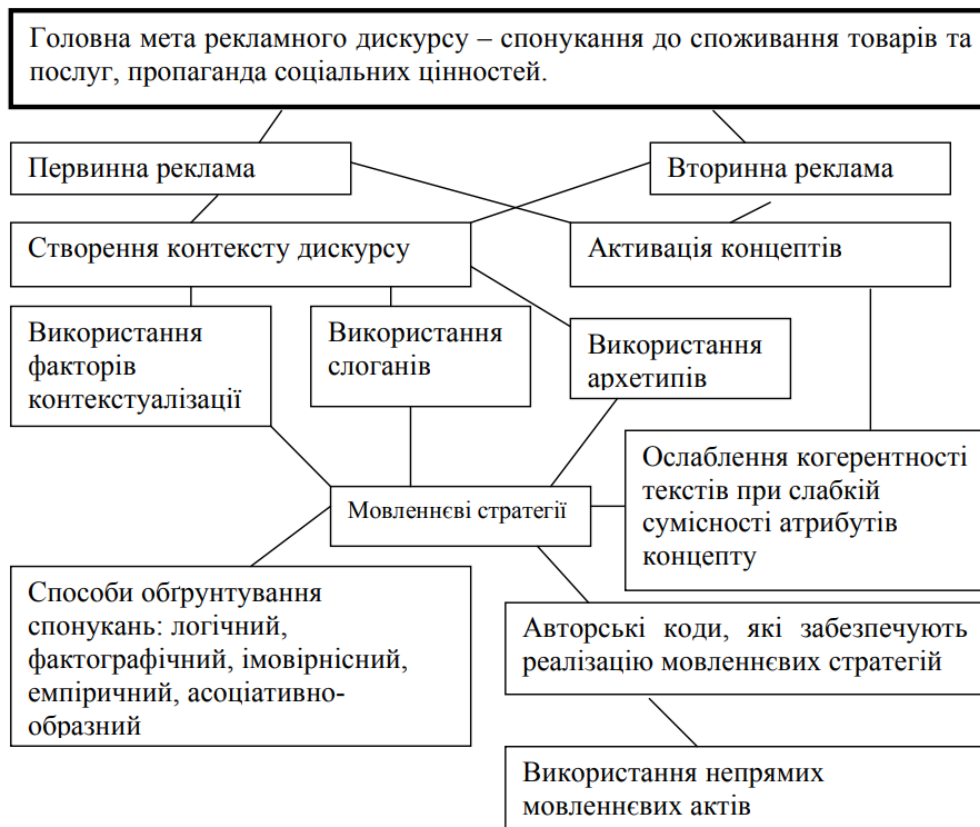 Головна мета рекламного дискурсу – спонукання до споживання товарів та
послуг, пропаганда соціальних цінностей.
Первинна реклама
Вторинна реклама
Створення контексту дискурсу
Активація концептів
Використання
факторів
контекстуалізації
Використання
слоганів
Використання
архетипів
Ослаблення когерентності
текстів при слабкій
сумісності атрибутів
концепту
Мовленнєві стратегії
Способи обґрунтування
спонукань: логічний,
фактографічний, імовірнісний,
емпіричний, асоціативно-
образний
Авторські коди, які забезпечують
реалізацію мовленнєвих стратегій
Використання непрямих
мовленнєвих актів